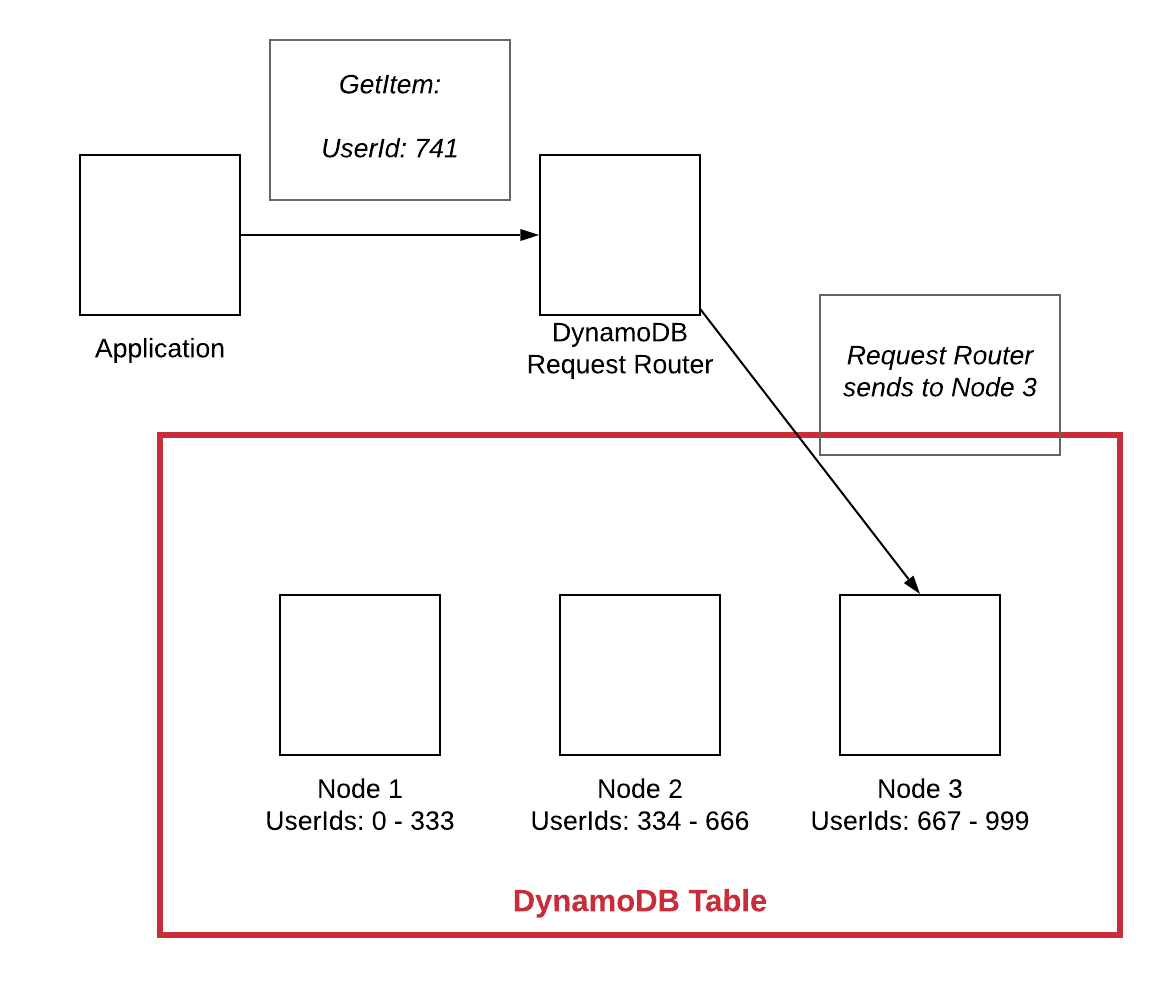 GetItem:
UserId: 741
Application
DynamoDB
Request Router
Request Router
sends to Node 3
Node 1
UserIds: 0 - 333
Node 2
UserIds: 334 - 666
Node 3
UserIds: 667 - 999
DynamoDB Table